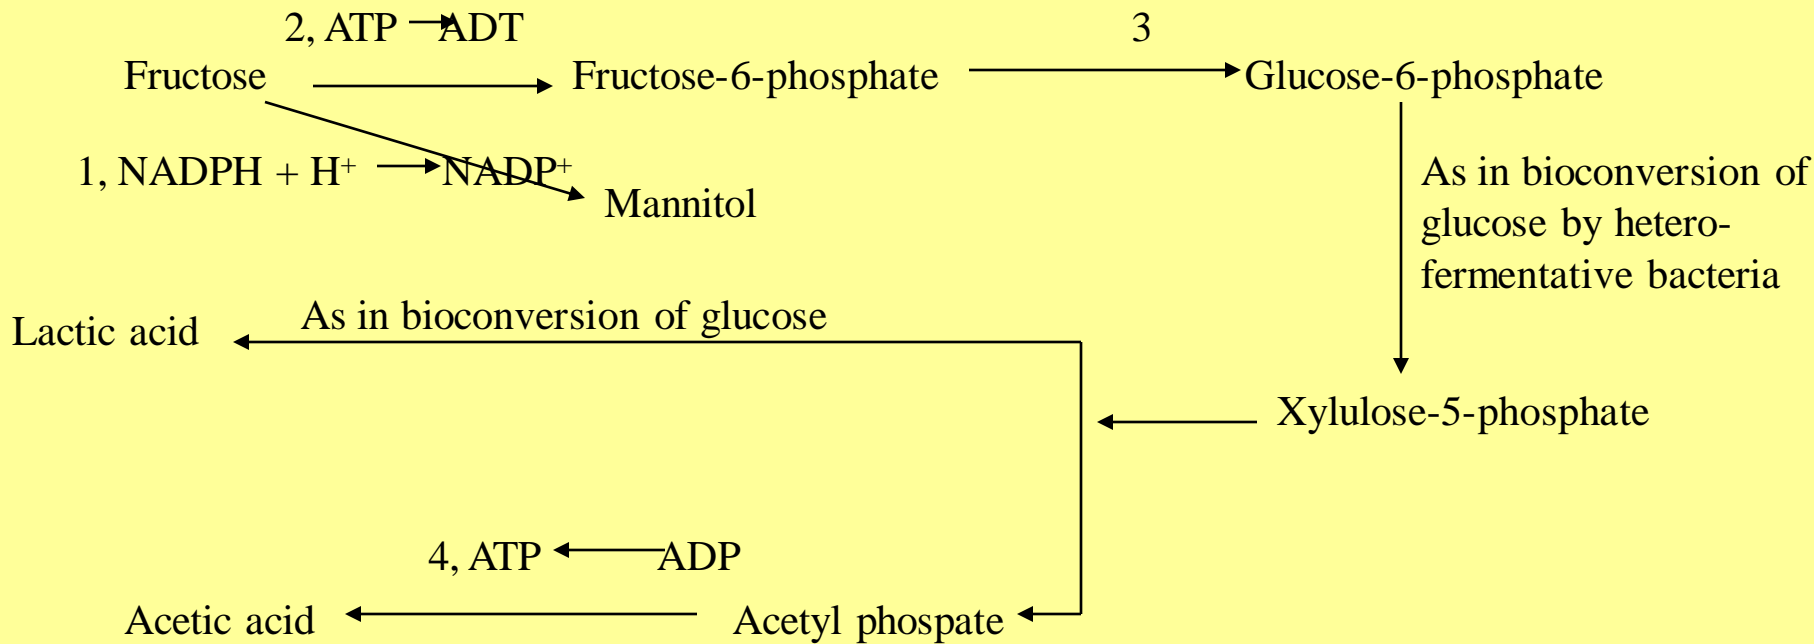 2, ATP ADT
3
Fructose Fructose-6-phosphate Glucose-6-phosphate
1, NADPH + H⁺ NADP⁺
Mannitol
As in bioconversion of
glucose by hetero-
fermentative bacteria
As in bioconversion of glucose
Lactic acid
Xylulose-5-phosphate
4, ATP ADP
Acetic acid Acetyl phospate